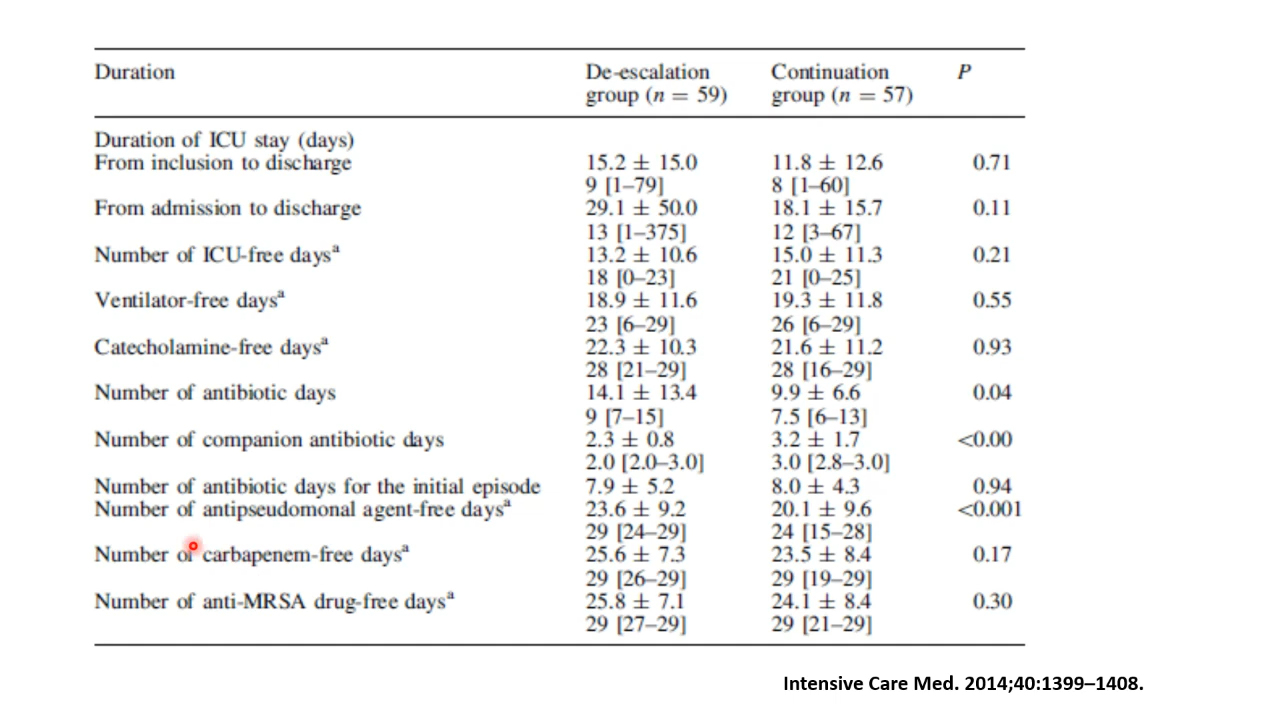 Duration De-escalation group (n = 59) Continuation group (n = 57) P
Duration of ICU stay (days)
From inclusion to discharge 15.2 ± 15.0 11.8 ± 12.6 0.71
9 [1–79] 8 [1–60]
From admission to discharge 29.1 ± 50.0 18.1 ± 15.7 0.11
13 [1–375] 12 [3–67]
Number of ICU-free daysᵃ 13.2 ± 10.6 15.0 ± 11.3 0.21
18 [0–23] 21 [0–25]
Ventilator-free daysᵃ 18.9 ± 11.6 19.3 ± 11.8 0.55
23 [6–29] 26 [6–29]
Catecholamine-free daysᵃ 22.3 ± 10.3 21.6 ± 11.2 0.93
28 [21–29] 28 [16–29]
Number of antibiotic days 14.1 ± 13.4 9.9 ± 6.6 0.04
9 [7–15] 7.5 [6–13]
Number of companion antibiotic days 2.3 ± 0.8 3.2 ± 1.7 <0.00
2.0 [2.0–3.0] 3.0 [2.8–3.0]
Number of antibiotic days for the initial episode 7.9 ± 5.2 8.0 ± 4.3 0.94
Number of antipseudomonal agent-free daysᵃ 23.6 ± 9.2 20.1 ± 9.6 <0.001
29 [24–29] 24 [15–28]
Number of carbapenem-free daysᵃ 25.6 ± 7.3 23.5 ± 8.4 0.17
29 [26–29] 29 [19–29]
Number of anti-MRSA drug-free daysᵃ 25.8 ± 7.1 24.1 ± 8.4 0.30
29 [27–29] 29 [21–29]
Intensive Care Med. 2014;40:1399–1408.